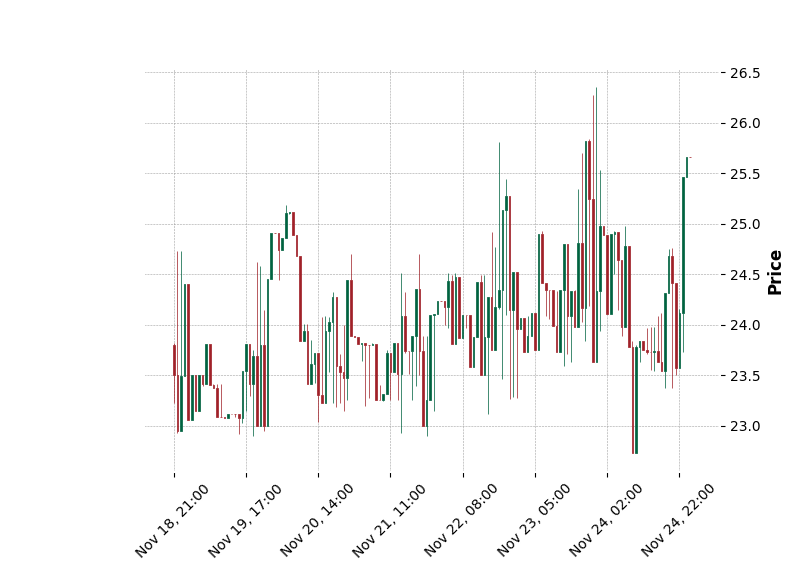 26.5
26.0
25.5
25.0
24.5
24.0
23.5
23.0
Price
Nov 18, 21:00
Nov 19, 17:00
Nov 20, 14:00
Nov 21, 11:00
Nov 22, 08:00
Nov 23, 05:00
Nov 24, 02:00
Nov 24, 22:00